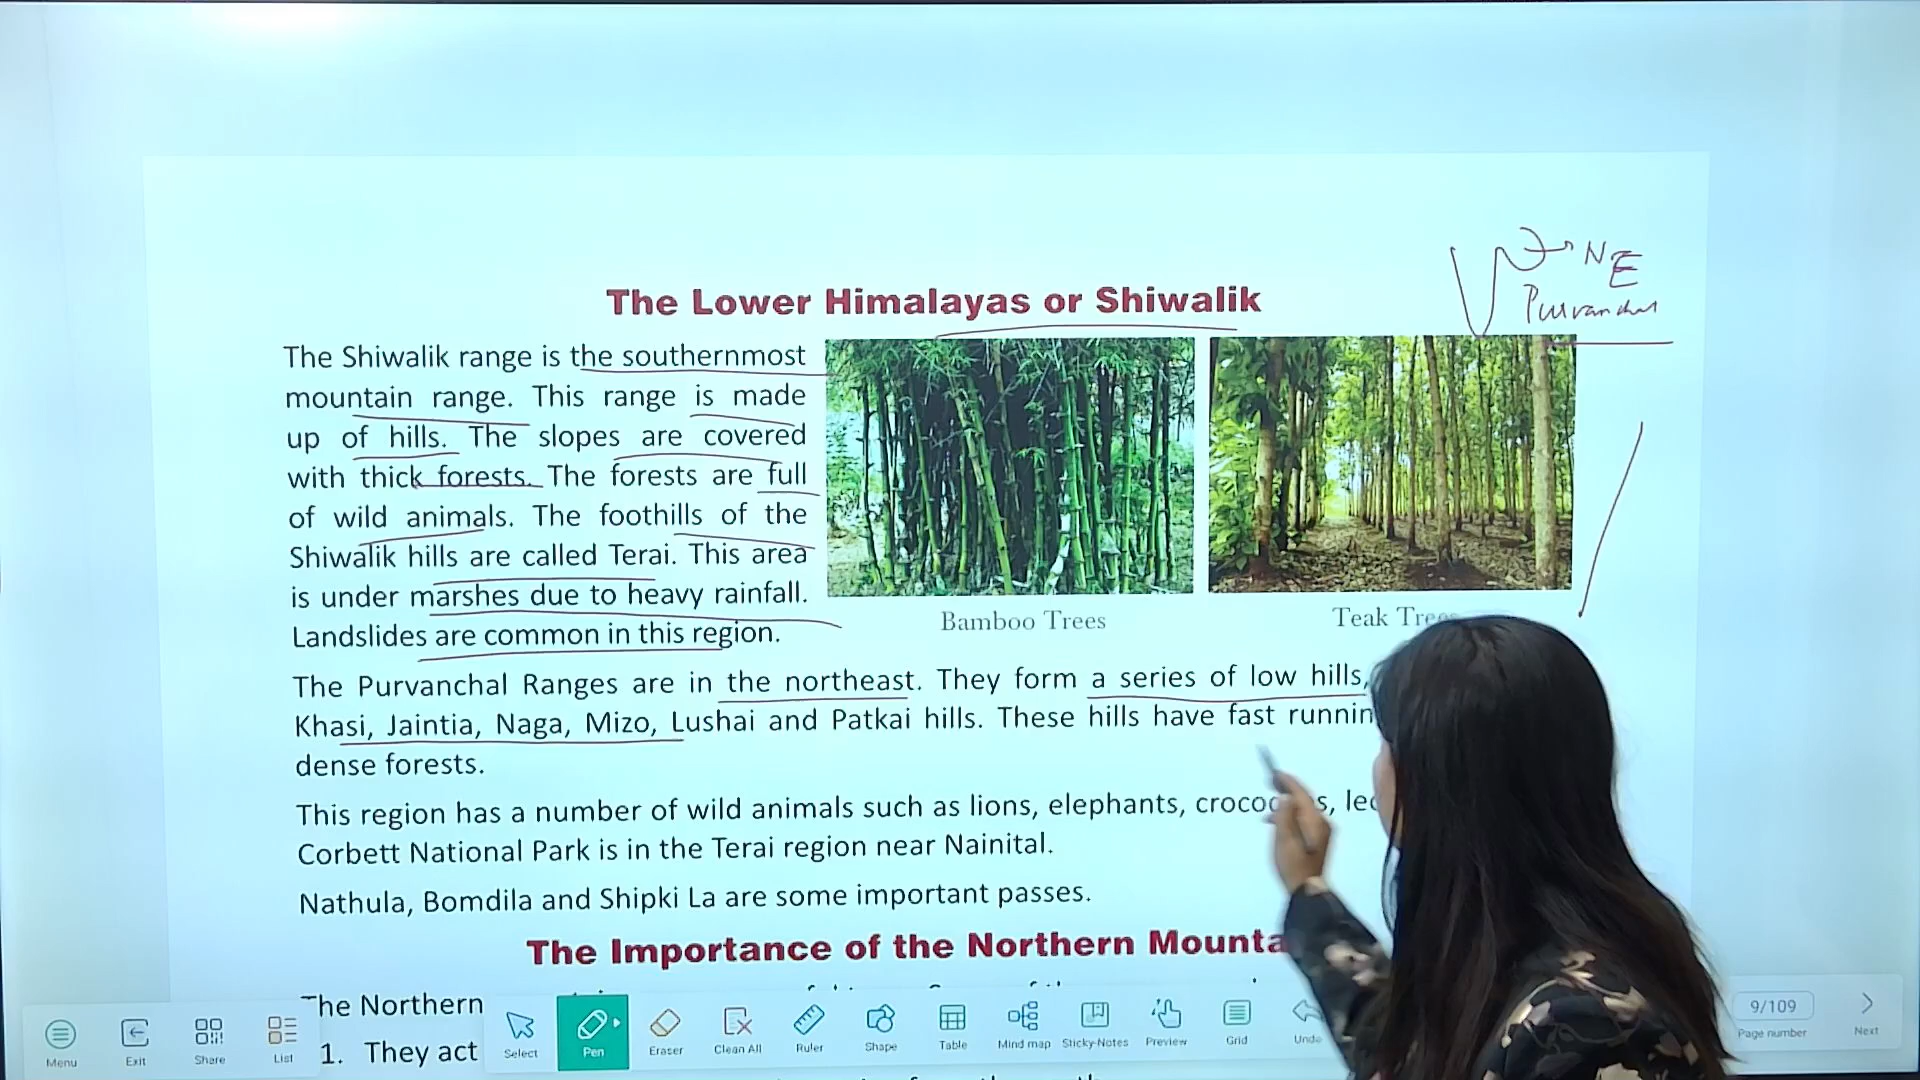 N E
Purvanchal
The Lower Himalayas or Shiwalik
The Shiwalik range is the southernmost
mountain range. This range is made
up of hills. The slopes are covered
with thick forests. The forests are full
of wild animals. The foothills of the
Shiwalik hills are called Terai. This area
is under marshes due to heavy rainfall.
Landslides are common in this region.
Bamboo Trees
Teak Trees
The Purvanchal Ranges are in the northeast. They form a series of low hills,
Khasi, Jaintia, Naga, Mizo, Lushai and Patkai hills. These hills have fast runnin
dense forests.
This region has a number of wild animals such as lions, elephants,
Corbett National Park is in the Terai region near Nainital.
Nathula, Bomdila and Shipki La are some important passes.
The Importance of the Northern Mounta
The Northern
1. They act
Menu
Exit
Share
List
Select
Pen
Eraser
Clean All
Ruler
Shape
Table
Mind map
Sticky-Notes
Preview
Grid
Undo
9/109
Page number
Next